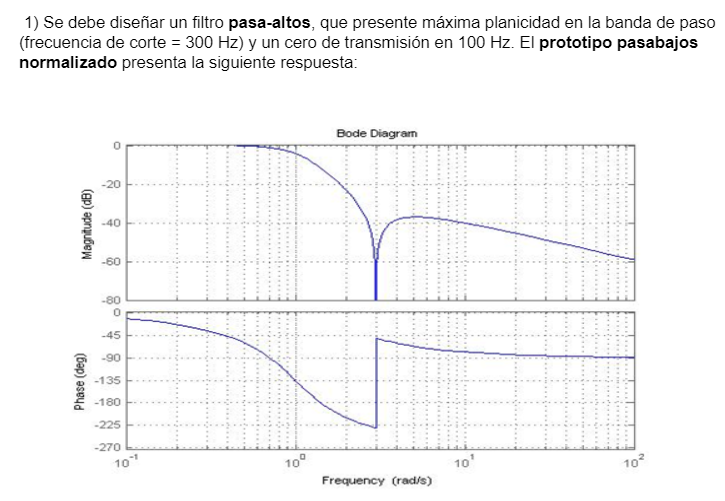 1) Se debe diseñar un filtro pasa-altos, que presente máxima planicidad en la banda de paso
(frecuencia de corte = 300 Hz) y un cero de transmisión en 100 Hz. El prototipo pasabajos
normalizado presenta la siguiente respuesta:
Bode Diagram
Magnitude (dB)
0
-20
-40
-60
-80
Phase (deg)
0
-45
-90
-135
-180
-225
-270
10^-1
10^0
10^1
10^2
Frequency (rad/s)